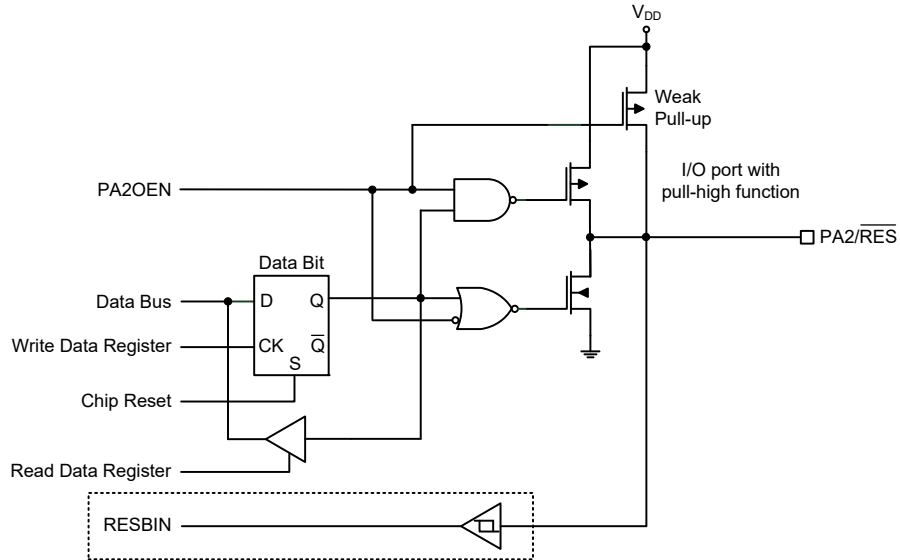 VDD
Weak
Pull-up
I/O port with
pull-high function
PA2OEN
PA2/R̅E̅S̅
Data Bit
Data Bus
D
Q
Write Data Register
CK
Q̅
S
Chip Reset
Read Data Register
RESBIN